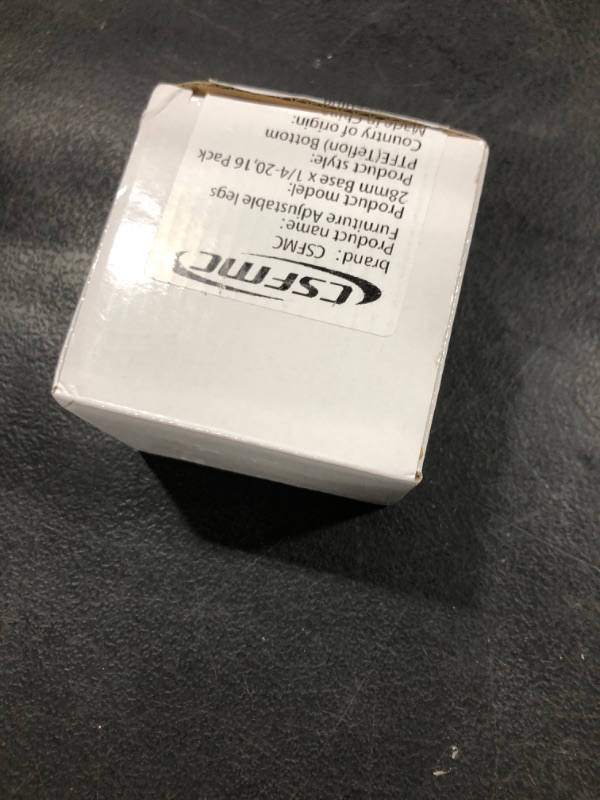 CSFMC
brand: CSFMC
Product name:
Furniture Adjustable legs
Product model:
28mm Base x 1/4-20,16 Pack
Product style:
PTFE(Teflon) Bottom
Country of origin:
Made in China